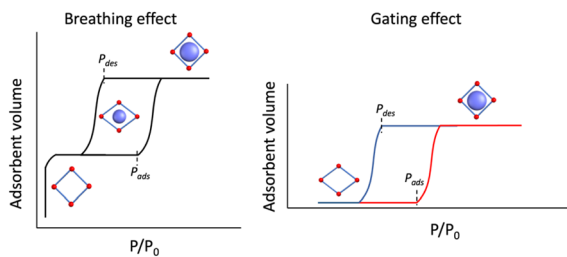 Breathing effect
Adsorbent volume
P_des
P_ads
P/P₀
Gating effect
Adsorbent volume
P_des
P_ads
P/P₀